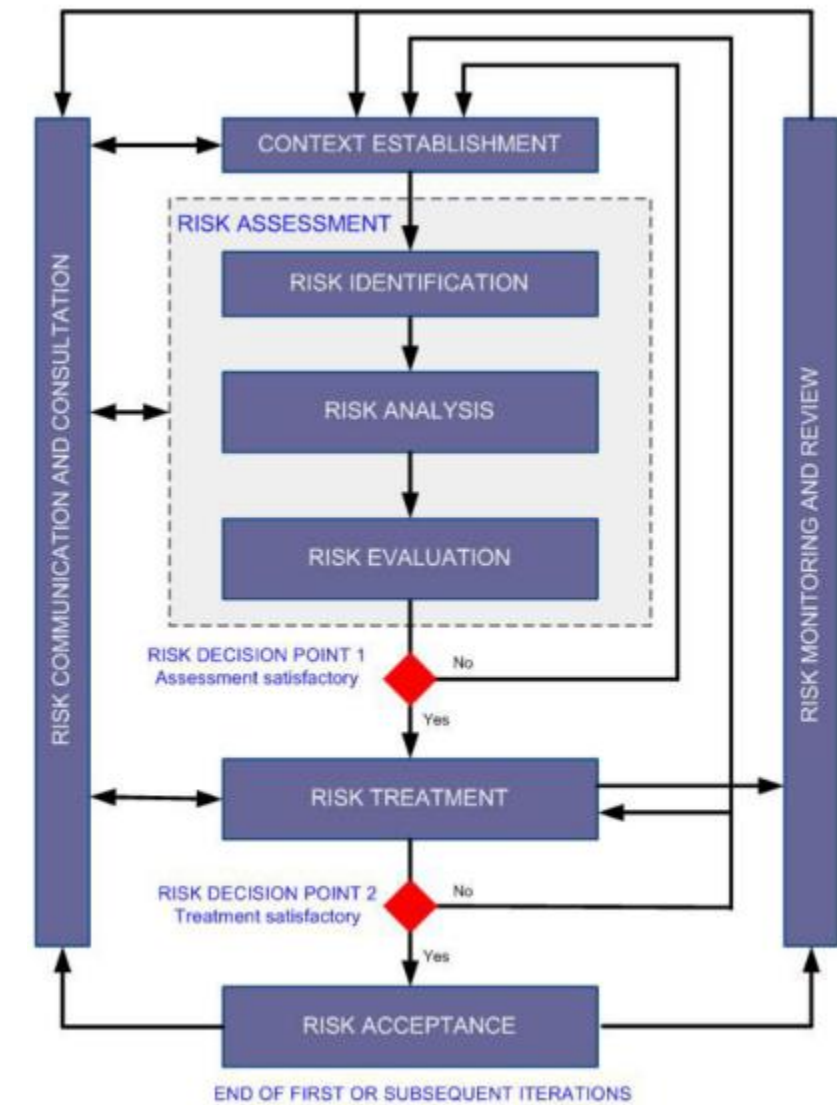 CONTEXT ESTABLISHMENT
RISK ASSESSMENT
RISK IDENTIFICATION
RISK ANALYSIS
RISK EVALUATION
RISK DECISION POINT 1
Assessment satisfactory
No
Yes
RISK TREATMENT
RISK DECISION POINT 2
Treatment satisfactory
No
Yes
RISK ACCEPTANCE
END OF FIRST OR SUBSEQUENT ITERATIONS
RISK COMMUNICATION AND CONSULTATION
RISK MONITORING AND REVIEW